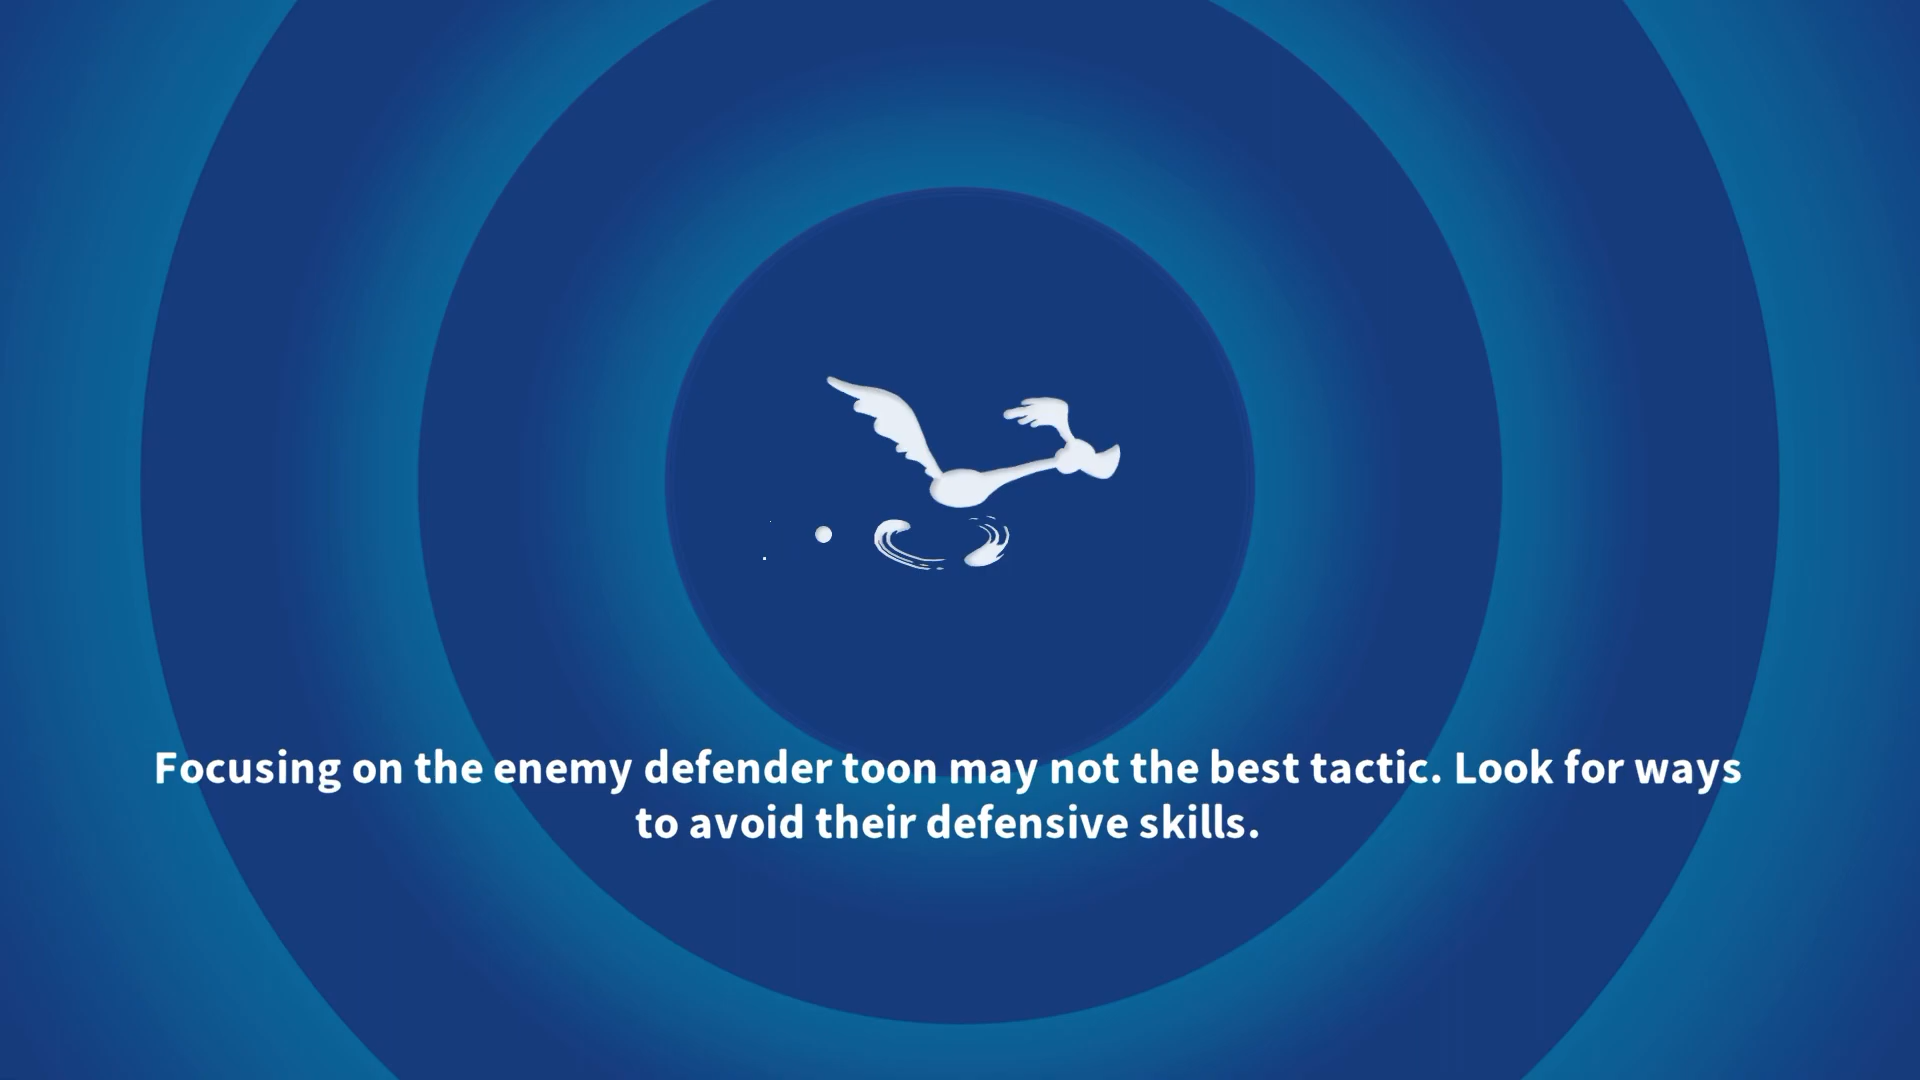 Focusing on the enemy defender toon may not the best tactic. Look for ways
to avoid their defensive skills.